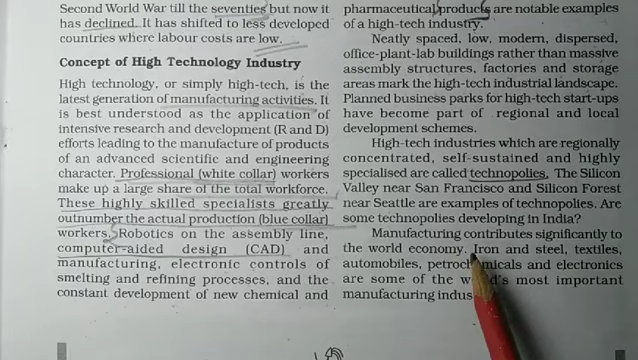 Second World War till the seventies but now it
has declined. It has shifted to less developed
countries where labour costs are low.
Concept of High Technology Industry
High technology, or simply high-tech, is the
latest generation of manufacturing activities. It
is best understood as the application of
intensive research and development (R and D)
efforts leading to the manufacture of products
of an advanced scientific and engineering
character. Professional (white collar) workers
make up a large share of the total workforce.
These highly skilled specialists greatly
outnumber the actual production (blue collar)
workers. Robotics on the assembly line,
computer-aided design (CAD) and
manufacturing, electronic controls of
smelting and refining processes, and the
constant development of new chemical and
pharmaceutical products are notable examples
of a high-tech industry.
Neatly spaced, low, modern, dispersed,
office-plant-lab buildings rather than massive
assembly structures, factories and storage
areas mark the high-tech industrial landscape.
Planned business parks for high-tech start-ups
have become part of regional and local
development schemes.
High-tech industries which are regionally
concentrated, self-sustained and highly
specialised are called technopolies. The Silicon
Valley near San Francisco and Silicon Forest
near Seattle are examples of technopolies. Are
some technopolies developing in India?
Manufacturing contributes significantly to
the world economy. Iron and steel, textiles,
automobiles, petrochemicals and electronics
are some of the world's most important
manufacturing indus